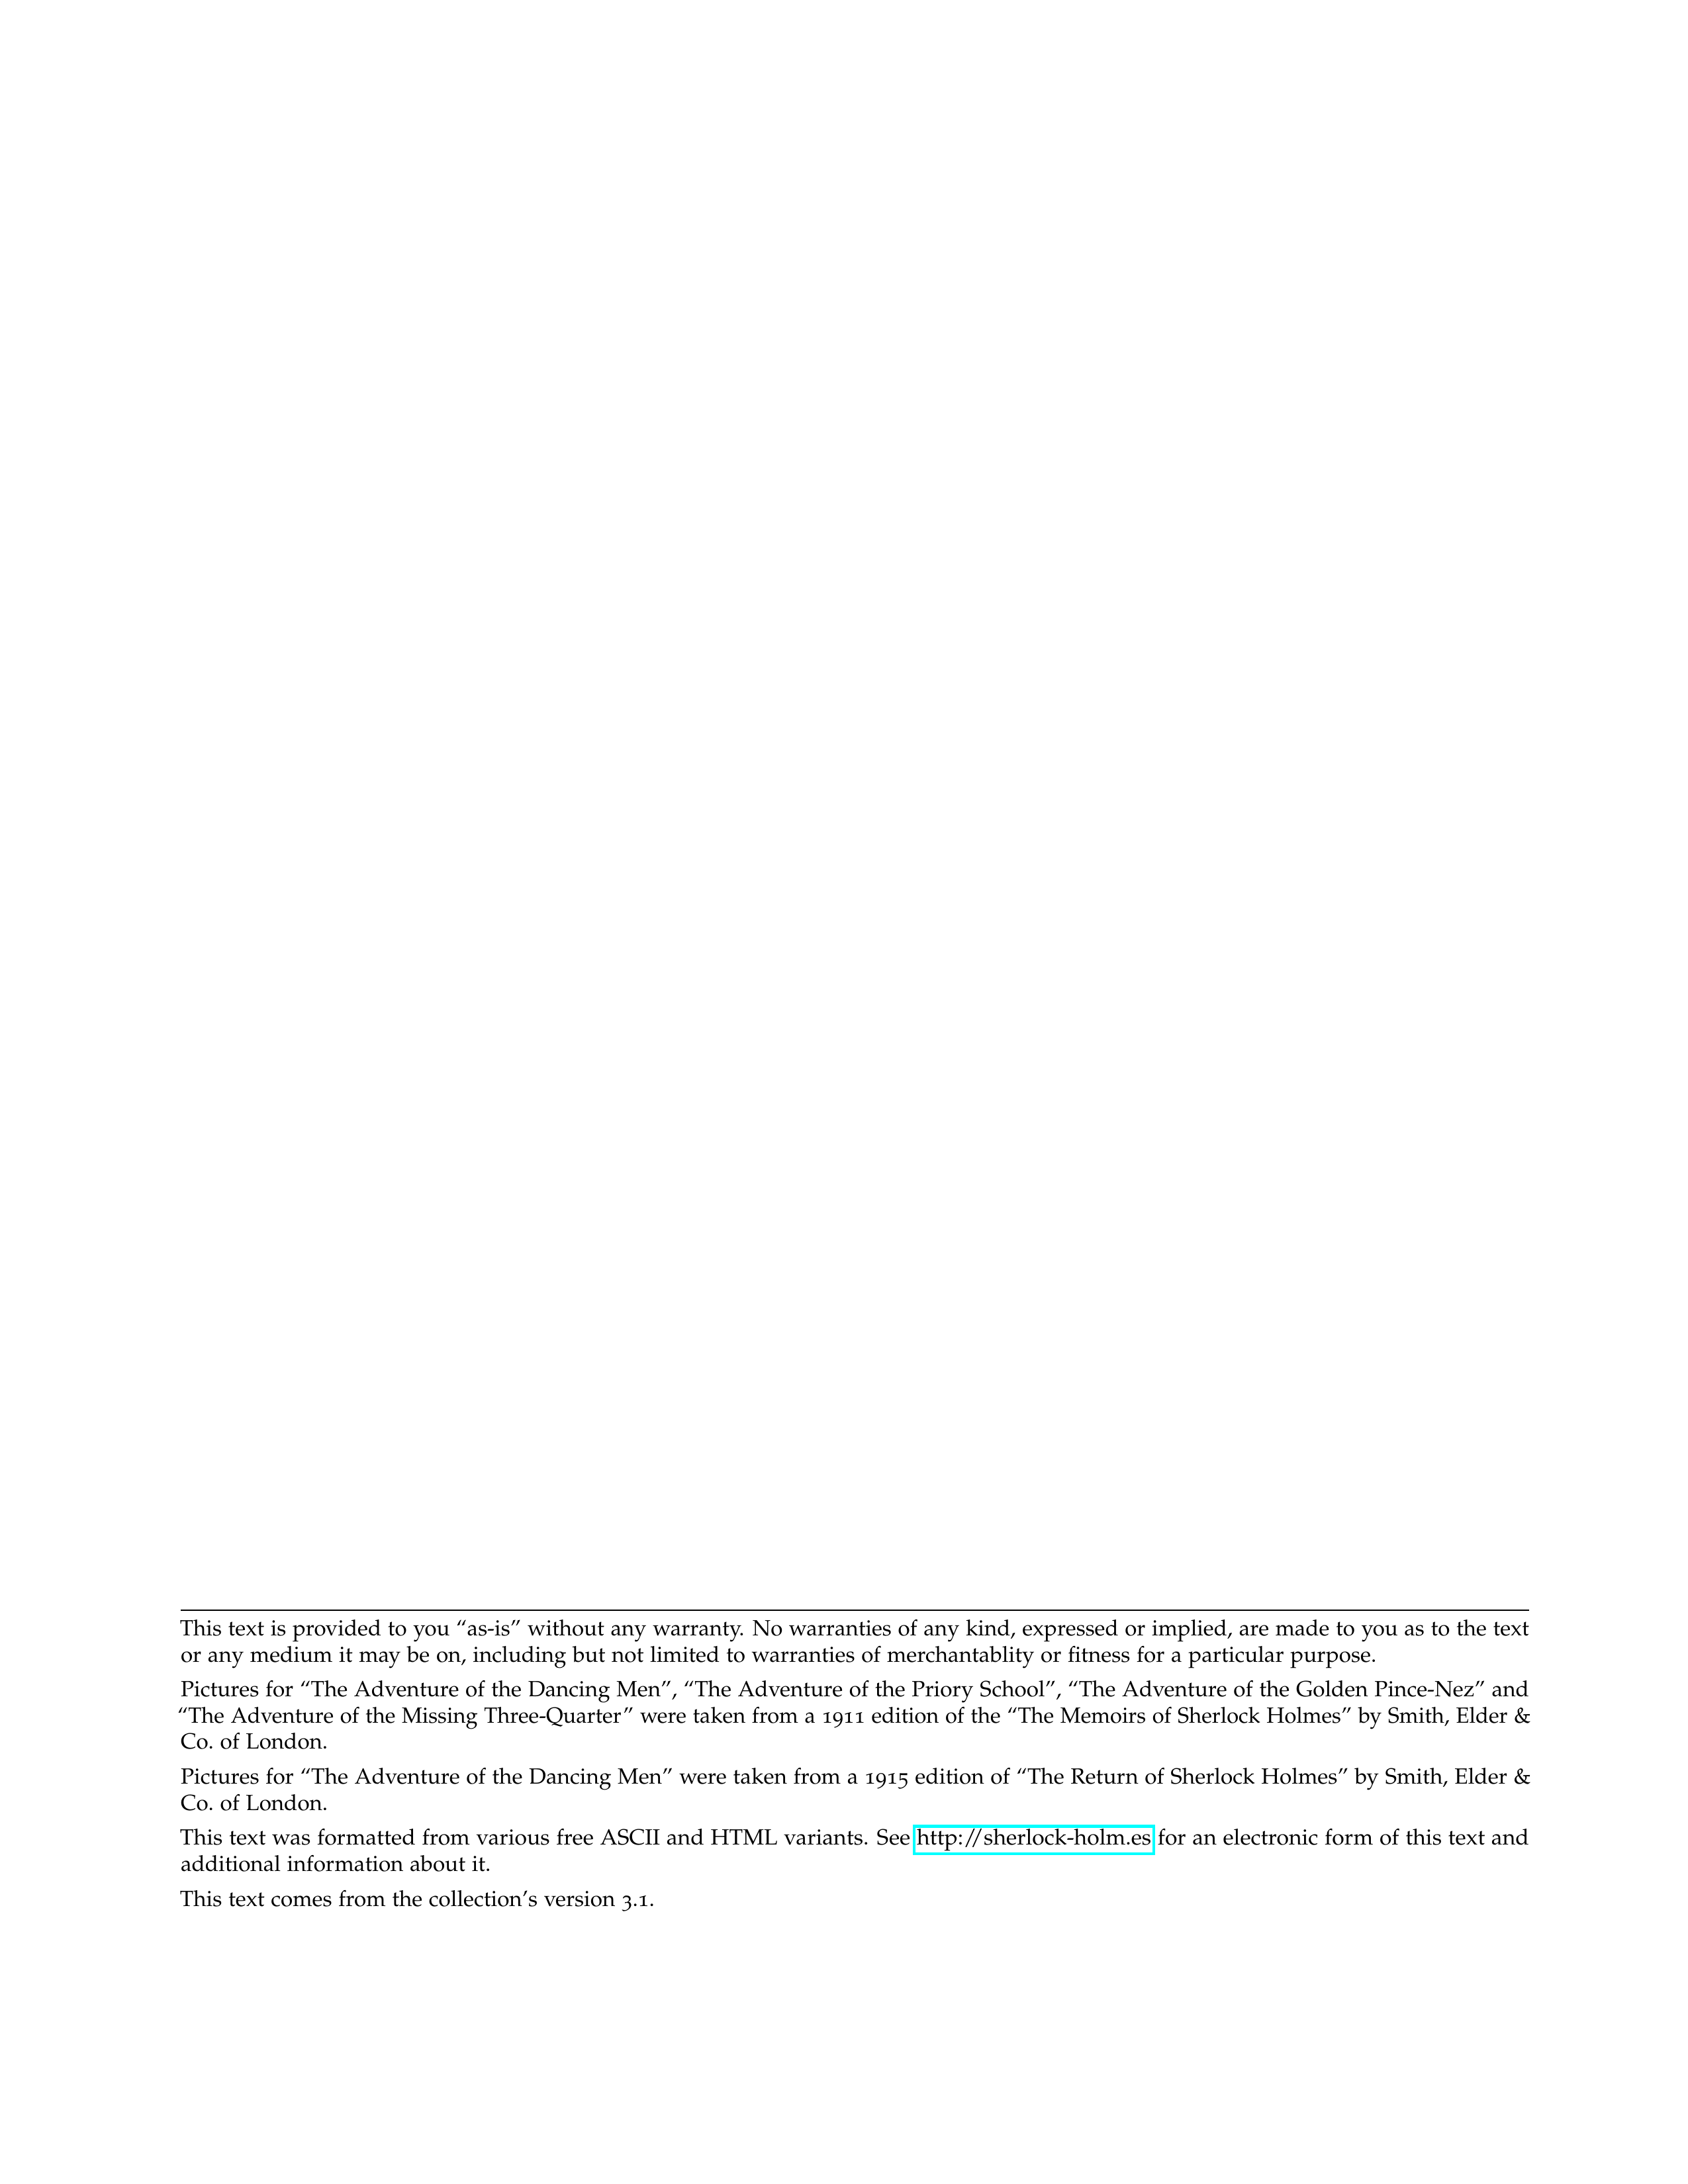 This text is provided to you “as-is” without any warranty. No warranties of any kind, expressed or implied, are made to you as to the text
or any medium it may be on, including but not limited to warranties of merchantablity or fitness for a particular purpose.
Pictures for “The Adventure of the Dancing Men”, “The Adventure of the Priory School”, “The Adventure of the Golden Pince-Nez” and
“The Adventure of the Missing Three-Quarter” were taken from a 1911 edition of the “The Memoirs of Sherlock Holmes” by Smith, Elder &
Co. of London.
Pictures for “The Adventure of the Dancing Men” were taken from a 1915 edition of “The Return of Sherlock Holmes” by Smith, Elder &
Co. of London.
This text was formatted from various free ASCII and HTML variants. See http://sherlock-holm.es for an electronic form of this text and
additional information about it.
This text comes from the collection’s version 3.1.